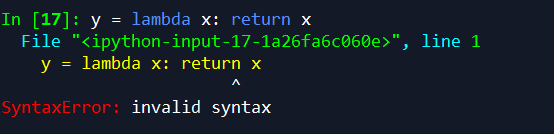 In [17]: y = lambda x: return x
  File "<ipython-input-17-1a26fa6c060e>", line 1
    y = lambda x: return x
                       ^
SyntaxError: invalid syntax